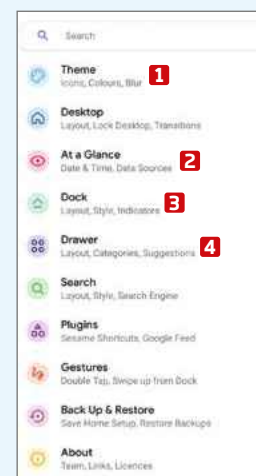 Search
Theme 1
Icons, Colours, Blur
Desktop
Layout, Lock Desktop, Transitions
At a Glance 2
Date & Time, Data Sources
Dock 3
Layout, Style, Indicators
Drawer 4
Layout, Categories, Suggestions
Search
Layout, Style, Search Engine
Plugins
Sesame Shortcuts, Google Feed
Gestures
Double Tap, Swipe up from Dock
Back Up & Restore
Save Home Setup, Restore Backups
About
Team, Links, Licences